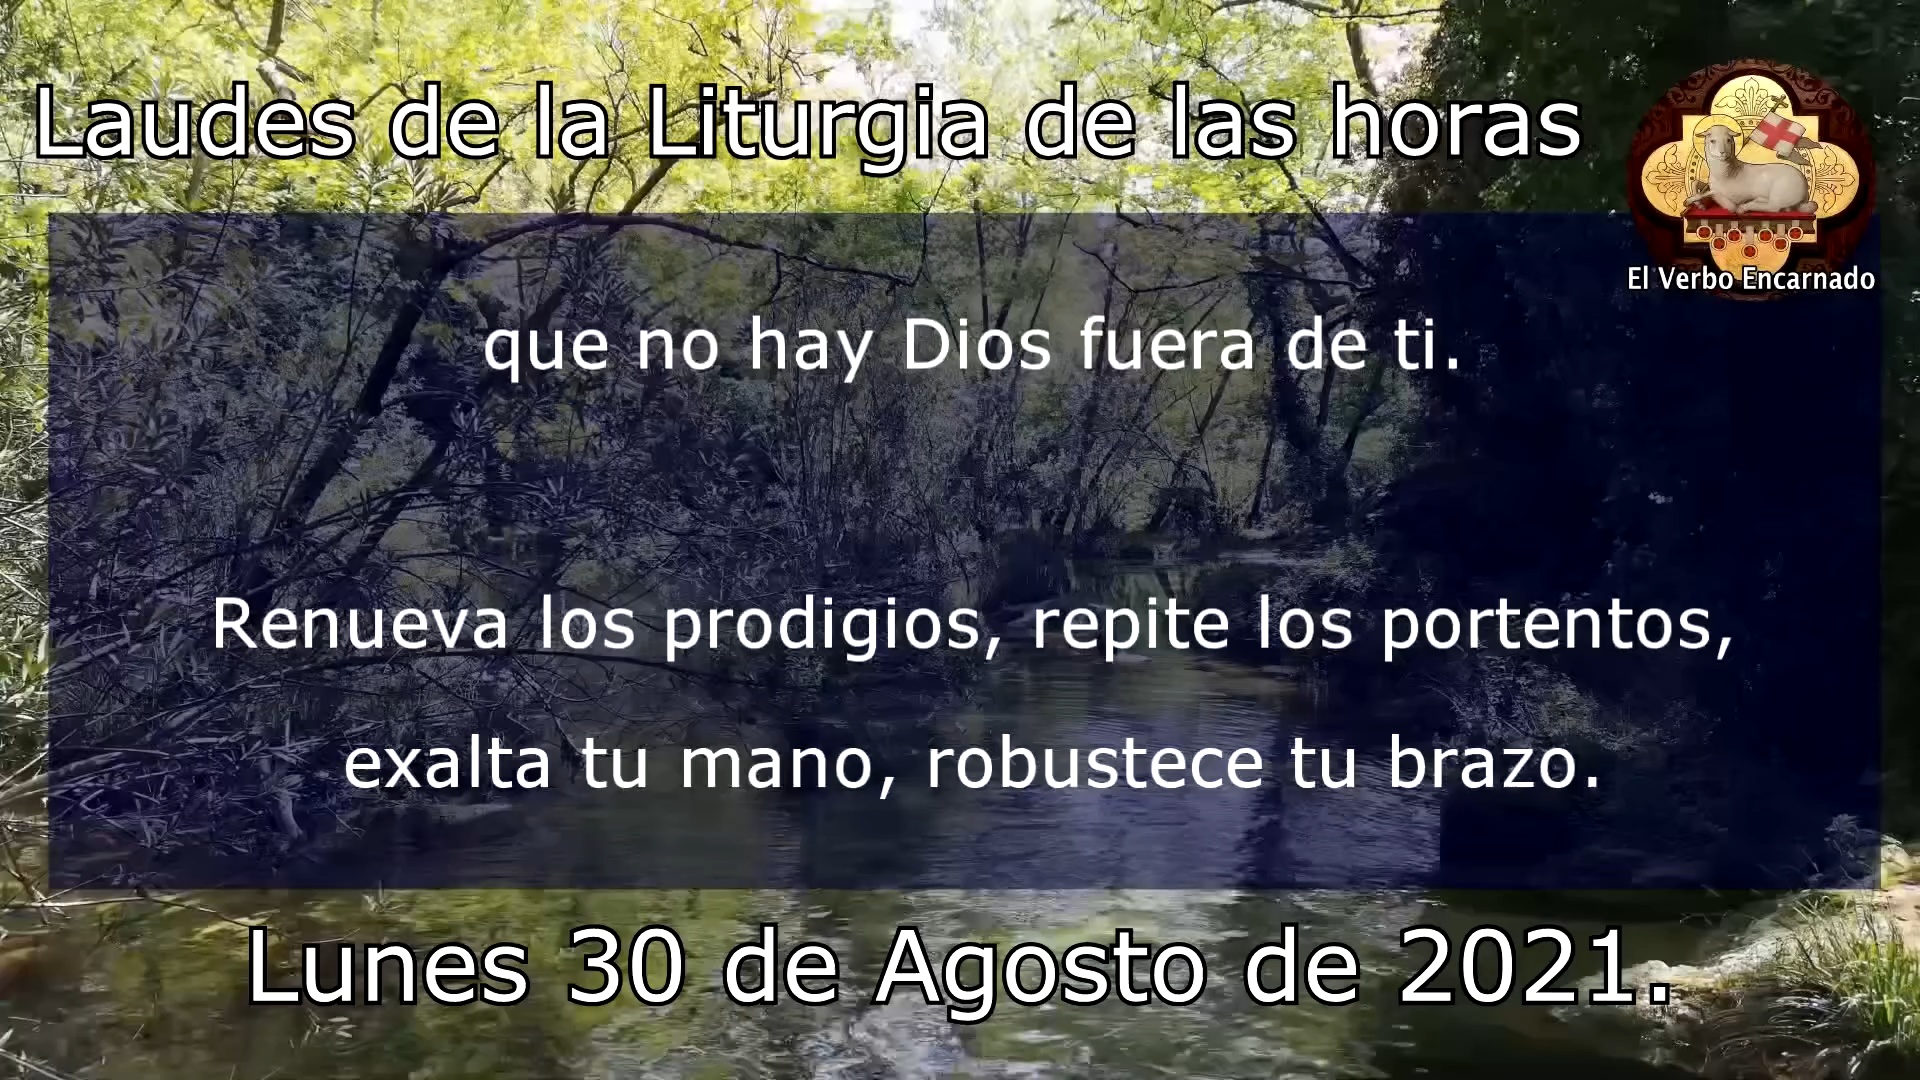 Laudes de la Liturgia de las horas
El Verbo Encarnado
que no hay Dios fuera de ti.
Renueva los prodigios, repite los portentos,
exalta tu mano, robustece tu brazo.
Lunes 30 de Agosto de 2021.